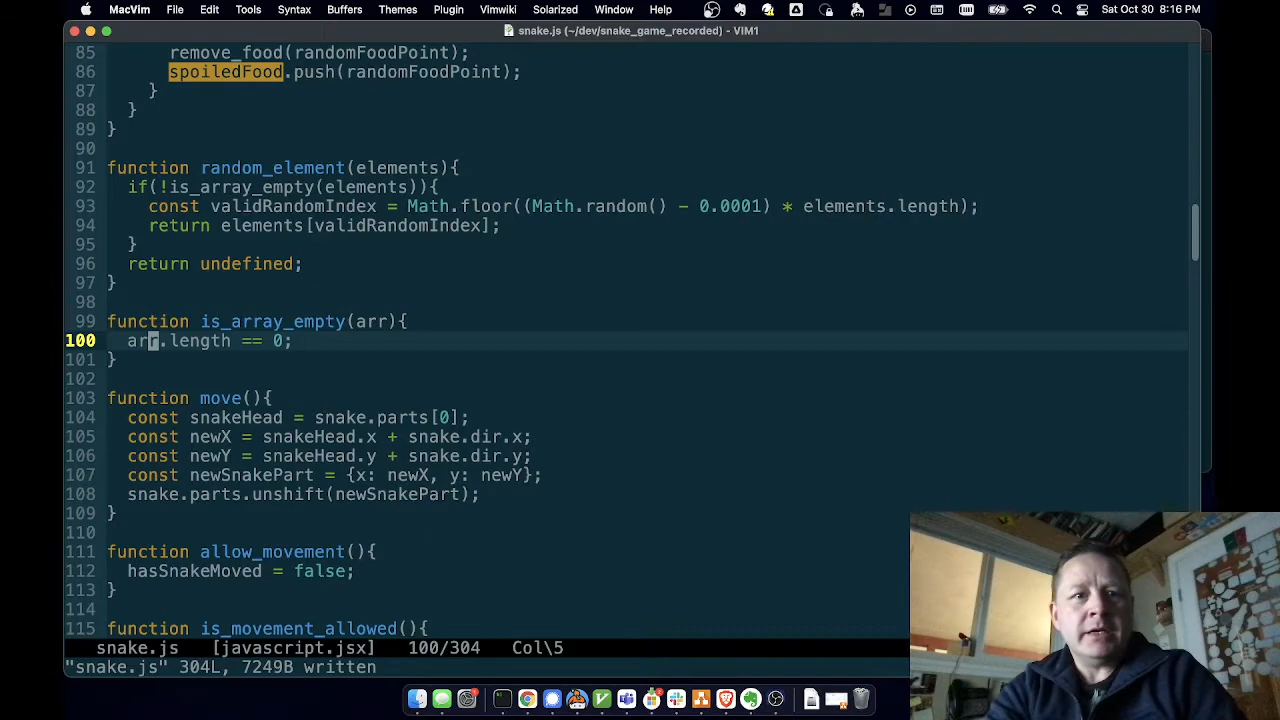 MacVim File Edit Tools Syntax Buffers Themes Plugin Vimwiki Solarized Window Help Sat Oct 30 8:16 PM
snake.js (~/dev/snake_game_recorded) - VIM1
85 remove_food(randomFoodPoint);
86 spoiledFood.push(randomFoodPoint);
87 }
88 }
89 }
90
91 function random_element(elements){
92 if(!is_array_empty(elements)){
93 const validRandomIndex = Math.floor((Math.random() - 0.0001) * elements.length);
94 return elements[validRandomIndex];
95 }
96 return undefined;
97 }
98
99 function is_array_empty(arr){
100 arr.length == 0;
101 }
102
103 function move(){
104 const snakeHead = snake.parts[0];
105 const newX = snakeHead.x + snake.dir.x;
106 const newY = snakeHead.y + snake.dir.y;
107 const newSnakePart = {x: newX, y: newY};
108 snake.parts.unshift(newSnakePart);
109 }
110
111 function allow_movement(){
112 hasSnakeMoved = false;
113 }
114
115 function is_movement_allowed(){
snake.js [javascript.jsx] 100/304 Col\5
"snake.js" 304L, 7249B written